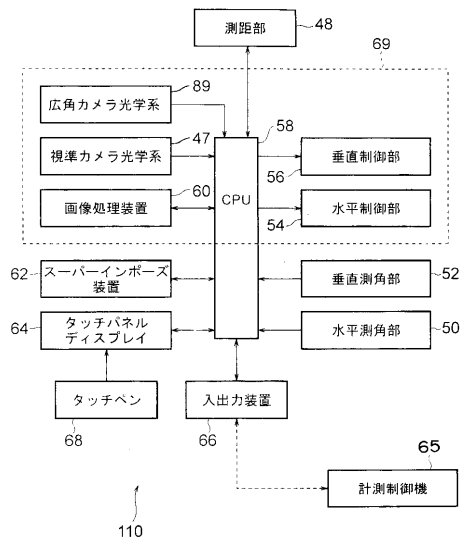 測距部
48
69
89
広角カメラ光学系
58
47
視準カメラ光学系
垂直制御部
56
60
CPU
画像処理装置
水平制御部
54
62
スーパーインポーズ
装置
垂直測角部
52
64
タッチパネル
ディスプレイ
水平測角部
50
タッチペン
68
入出力装置
66
65
計測制御機
110